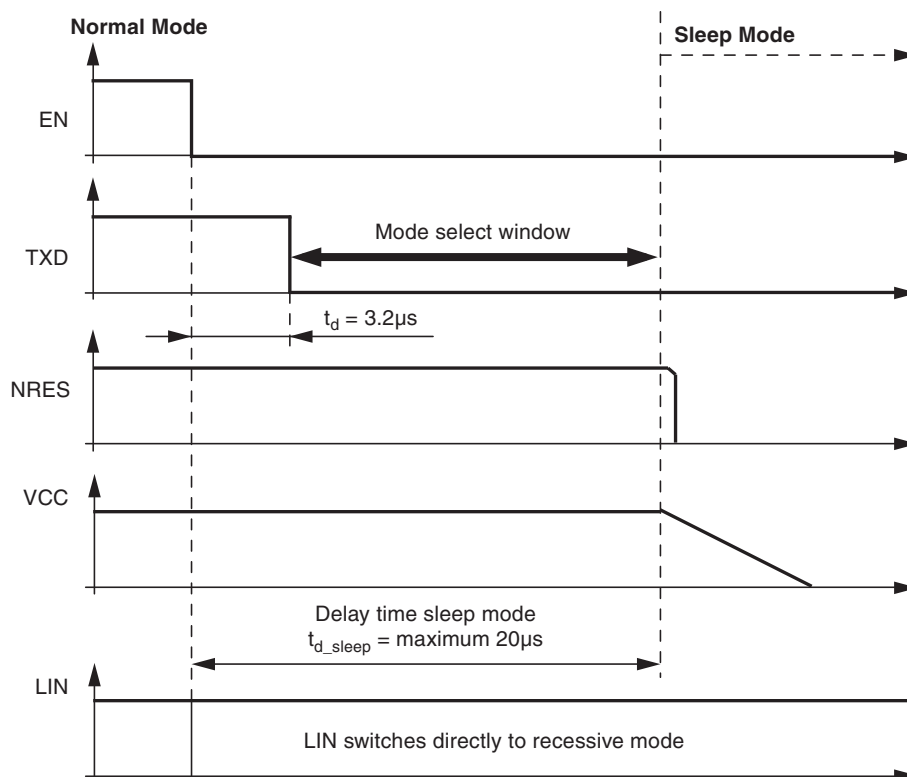 Normal Mode
Sleep Mode
EN
TXD
Mode select window
t_d = 3.2µs
NRES
VCC
Delay time sleep mode
t_d_sleep = maximum 20µs
LIN
LIN switches directly to recessive mode